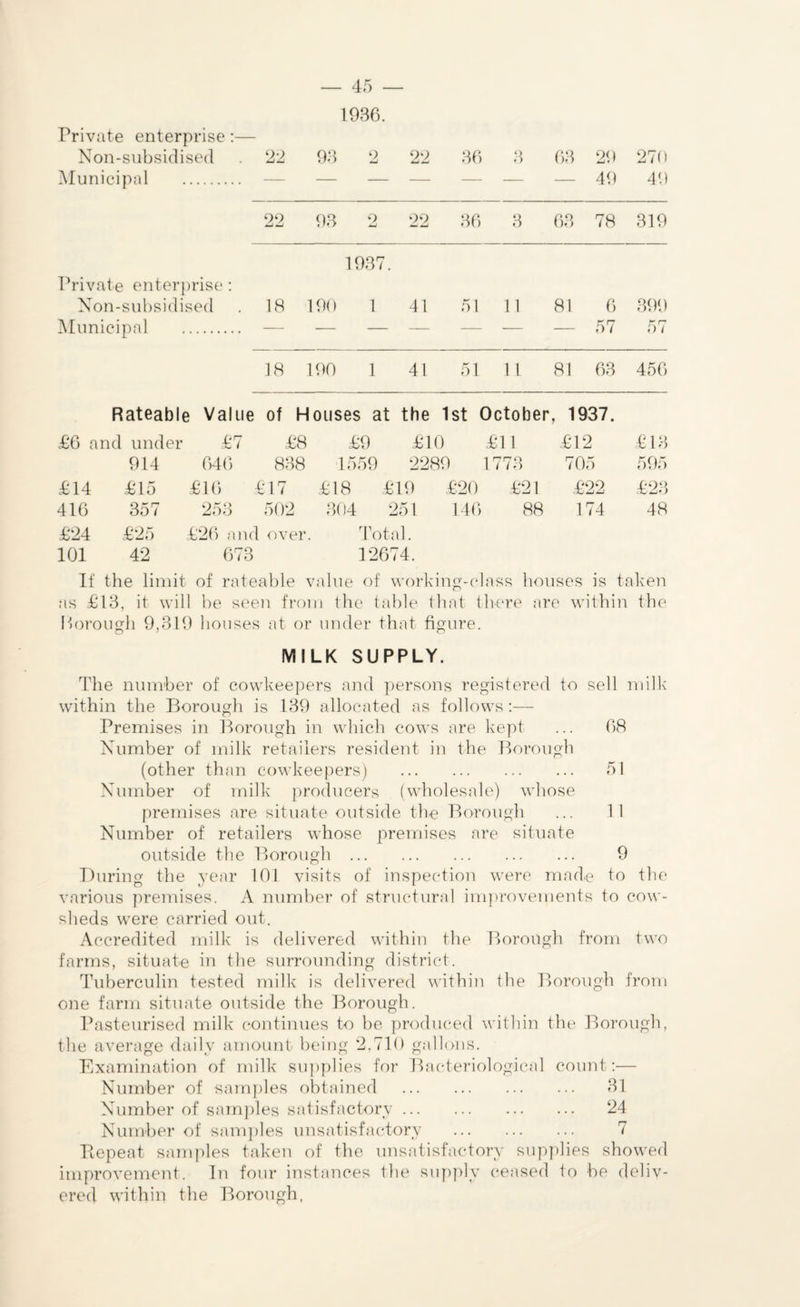 — 45 —
1936.
Private enterprise :—
Non-subsidised . 22 93 2 22 36 3 63 29 270
Municipal ......... — — — — — — — 49 49
22 93 2 22 36 3 63 78 319
1937.
Private enterprise :
Non-subsidised . 18 190 1 41 51 11 81 6 399
Municipal ......... — — — — — — — 57 57
18 190 1 41 51 11 81 63 456
Rateable Value of Houses at the 1st October, 1937.
£6 and under £7 £8 £9 £10 £11 £12 £13
914 646 838 1559 2289 1773 705 595
£14 £15 £16 £17 £18 £19 £20 £21 £22 £23
416 357 253 502 304 251 146 88 174 48
£24 £25 £26 and over. Total.
101 42 673 12674.
If the limit of rateable value of working-class houses is taken
as £13, it will be seen from the table that there are within the
Borough 9,319 houses at or under that figure.
MILK SUPPLY.
The number of cowkeepers and persons registered to sell milk
within the Borough is 139 allocated as follows :—
Premises in Borough in which cows are kept ... 68
Number of milk retailers resident in the Borough
(other than cowkeepers) ... ... ... ... 51
Number of milk producers (wholesale) whose
premises are situate outside the Borough ... 11
Number of retailers whose premises are situate
outside the Borough ... ... ... ... ... 9
During the year 101 visits of inspection were made to the
various premises. A number of structural improvements to cow-
sheds were carried out.
Accredited milk is delivered within the Borough from two
farms, situate in the surrounding district.
Tuberculin tested milk is delivered within the Borough from
one farm situate outside the Borough.
Pasteurised milk continues to be produced within the Borough,
the average daily amount being 2,710 gallons.
Examination of milk supplies for Bacteriological count :—
Number of samples obtained ... ... ... ... 31
Number of samples satisfactory ... ... ... ... 24
Number of samples unsatisfactory ... ... ... 7
Repeat samples taken of the unsatisfactory supplies showed
improvement. In four instances the supply ceased to be deliv-
ered within the Borough,